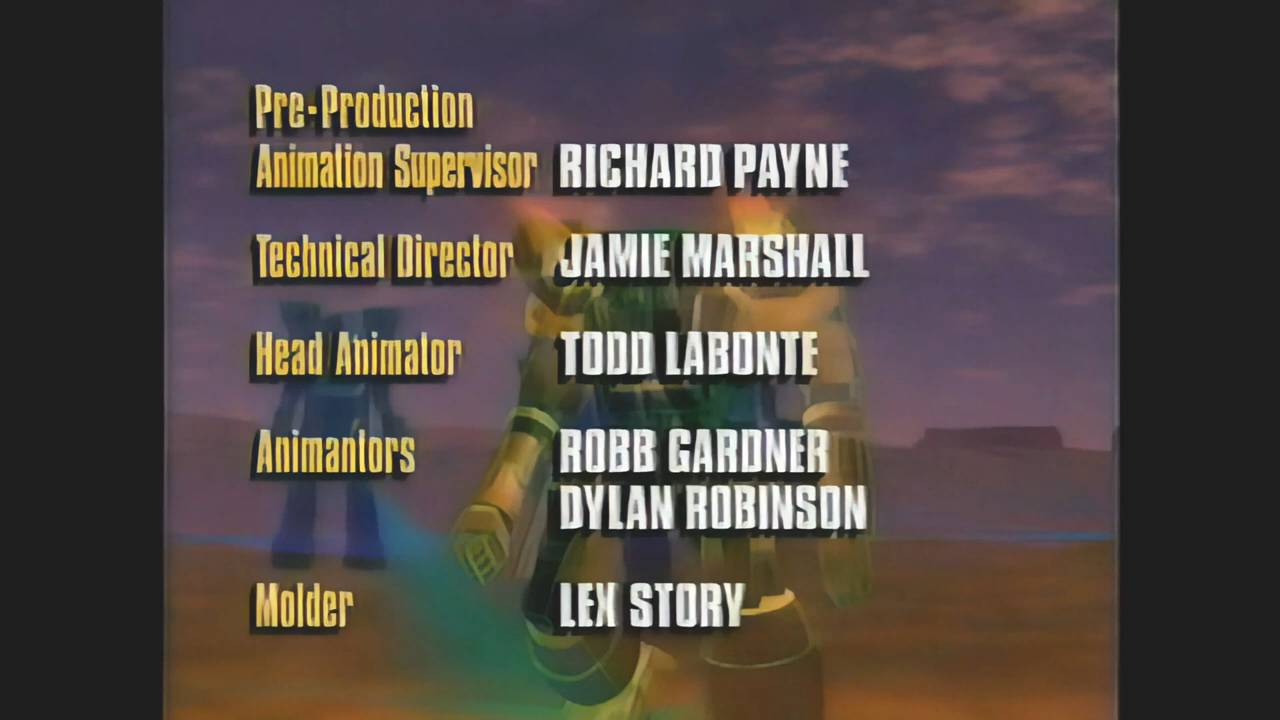 Pre-Production
Animation Supervisor RICHARD PAYNE
Technical Director JAMIE MARSHALL
Head Animator TODD LABONTE
Animantors ROBB GARDNER
DYLAN ROBINSON
Molder LEX STORY